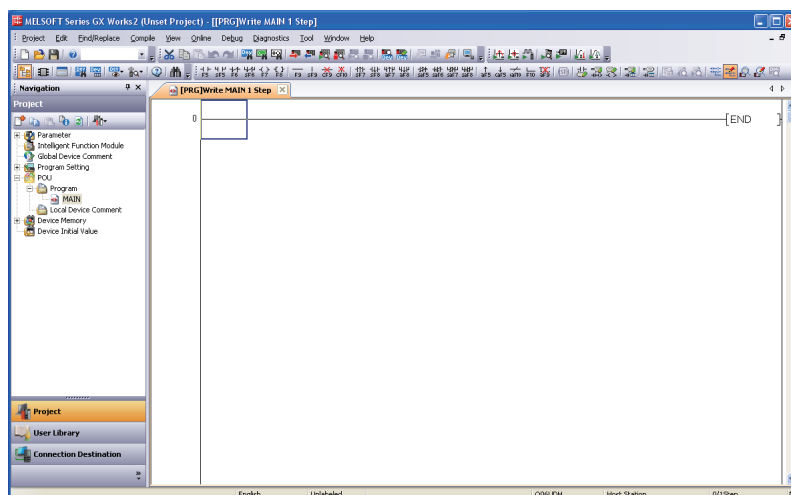 MELSOFT Series GX Works2 (Unset Project) - [[PRG]Write MAIN 1 Step]
Project Edit Find/Replace Compile View Online Debug Diagnostics Tool Window Help
Navigation
[PRG]Write MAIN 1 Step
Project
0 END
Parameter
Intelligent Function Module
Global Device Comment
Program Setting
POU
Program
MAIN
Local Device Comment
Device Memory
Device Initial Value
Project
User Library
Connection Destination
English Unlabeled Q06UDH Host Station 0/1Step